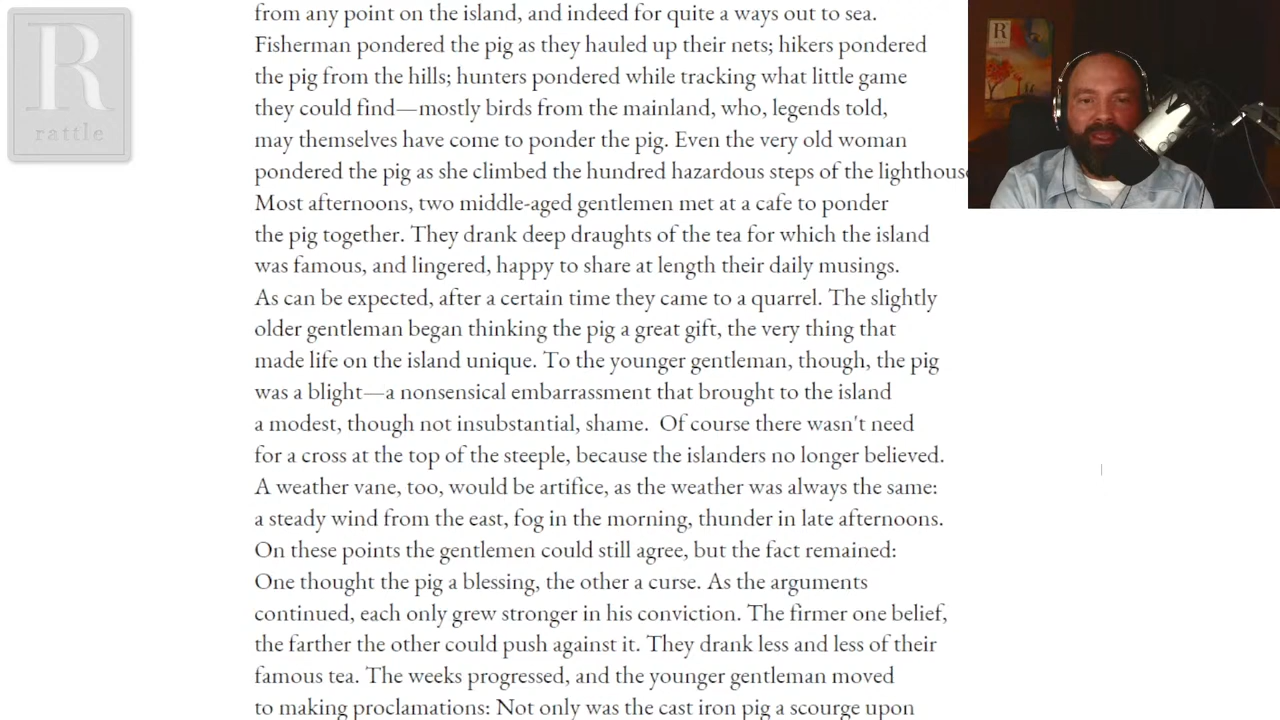 R
rattle
from any point on the island, and indeed for quite a ways out to sea.
Fisherman pondered the pig as they hauled up their nets; hikers pondered
the pig from the hills; hunters pondered while tracking what little game
they could find—mostly birds from the mainland, who, legends told,
may themselves have come to ponder the pig. Even the very old woman
pondered the pig as she climbed the hundred hazardous steps of the lighthouse
Most afternoons, two middle-aged gentlemen met at a cafe to ponder
the pig together. They drank deep draughts of the tea for which the island
was famous, and lingered, happy to share at length their daily musings.
As can be expected, after a certain time they came to a quarrel. The slightly
older gentleman began thinking the pig a great gift, the very thing that
made life on the island unique. To the younger gentleman, though, the pig
was a blight—a nonsensical embarrassment that brought to the island
a modest, though not insubstantial, shame.  Of course there wasn't need
for a cross at the top of the steeple, because the islanders no longer believed.
A weather vane, too, would be artifice, as the weather was always the same:
a steady wind from the east, fog in the morning, thunder in late afternoons.
On these points the gentlemen could still agree, but the fact remained:
One thought the pig a blessing, the other a curse. As the arguments
continued, each only grew stronger in his conviction. The firmer one belief,
the farther the other could push against it. They drank less and less of their
famous tea. The weeks progressed, and the younger gentleman moved
to making proclamations: Not only was the cast iron pig a scourge upon
R